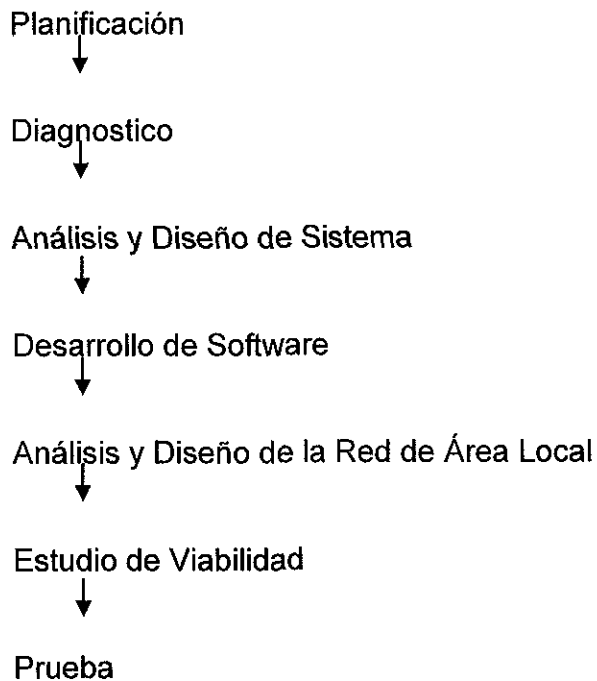 Planificación
Diagnostico
Análisis y Diseño de Sistema
Desarrollo de Software
Análisis y Diseño de la Red de Área Local
Estudio de Viabilidad
Prueba